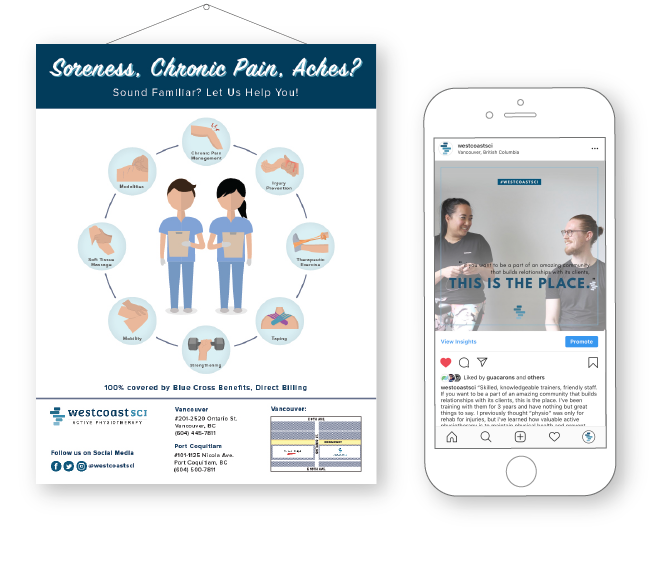 Soreness, Chronic Pain, Aches?
Sound Familiar? Let Us Help You!
Chronic Pain
Management
Modalities
Injury
Prevention
Soft Tissue
Massage
Therapeutic
Exercise
Mobility
Taping
Strengthening
100% covered by Blue Cross Benefits, Direct Billing
westcoast SCI
ACTIVE PHYSIOTHERAPY
Follow us on Social Media
@westcoastsci
Vancouver
#201-2520 Ontario St.
Vancouver, BC
(604) 445-7811
Port Coquitlam
#101-1125 Nicola Ave.
Port Coquitlam, BC
(604) 500-7811
Vancouver:
BROADWAY
westcoastsci
Vancouver, British Columbia
#WESTCOASTSCI
you want to be a part of an amazing community
that builds relationships with its clients,
THIS IS THE PLACE.
View Insights
Promote
Liked by guacarons and others
westcoastsci "Skilled, knowledgeable trainers, friendly staff.
If you want to be a part of an amazing community that builds
relationships with its clients, this is the place. I've been
training with them for 3 years and have nothing but great
things to say. I previously thought "physio" was only for
rehab for injuries, but i've learned how valuable active
physiotherapy is to maintain physical health and prevent